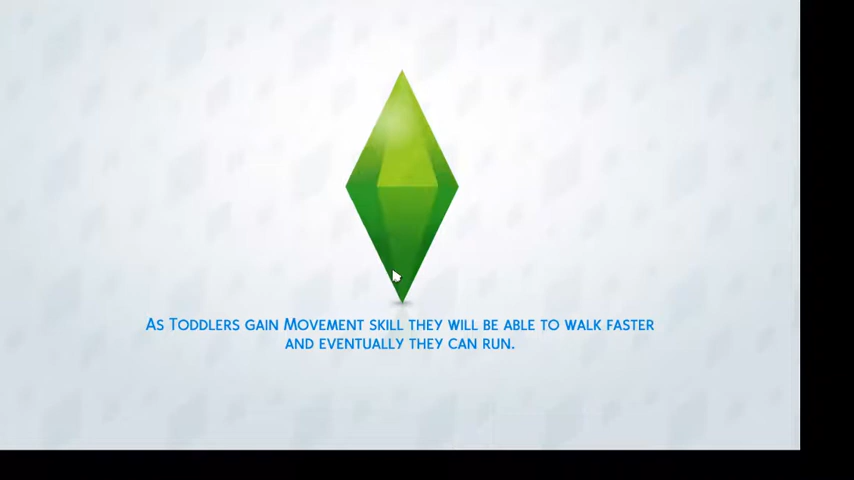 As Toddlers gain Movement skill they will be able to walk faster
and eventually they can run.